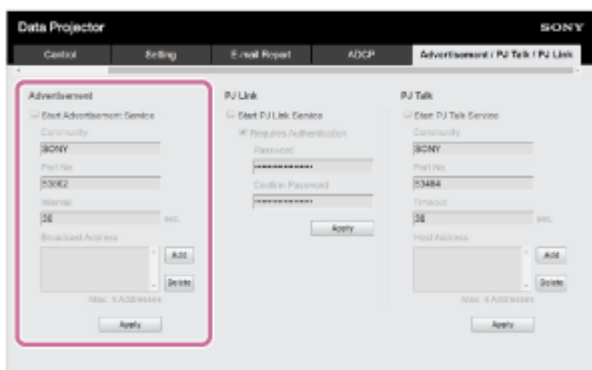 Data Projector
SONY
Control
Setting
E-mail Report
ADCP
Advertisement / PJ Talk / PJ Link
Advertisement
Start Advertisement Service
Community
SONY
Port No.
53862
Interval
30
sec.
Broadcast Address
Add
Delete
Max. 4 Addresses
Apply
PJ Link
Start PJ Link Service
Requires Authentication
Password
Confirm Password
Apply
PJ Talk
Start PJ Talk Service
Community
SONY
Port No.
53484
Timeout
30
sec.
Host Address
Add
Delete
Max. 4 Addresses
Apply